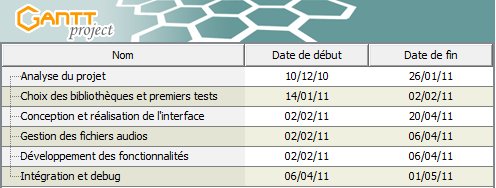 GANTT
project
Nom Date de début Date de fin
Analyse du projet 10/12/10 26/01/11
Choix des bibliothèques et premiers tests 14/01/11 02/02/11
Conception et réalisation de l'interface 02/02/11 20/04/11
Gestion des fichiers audios 02/02/11 06/04/11
Développement des fonctionnalités 02/02/11 06/04/11
Intégration et debug 06/04/11 01/05/11